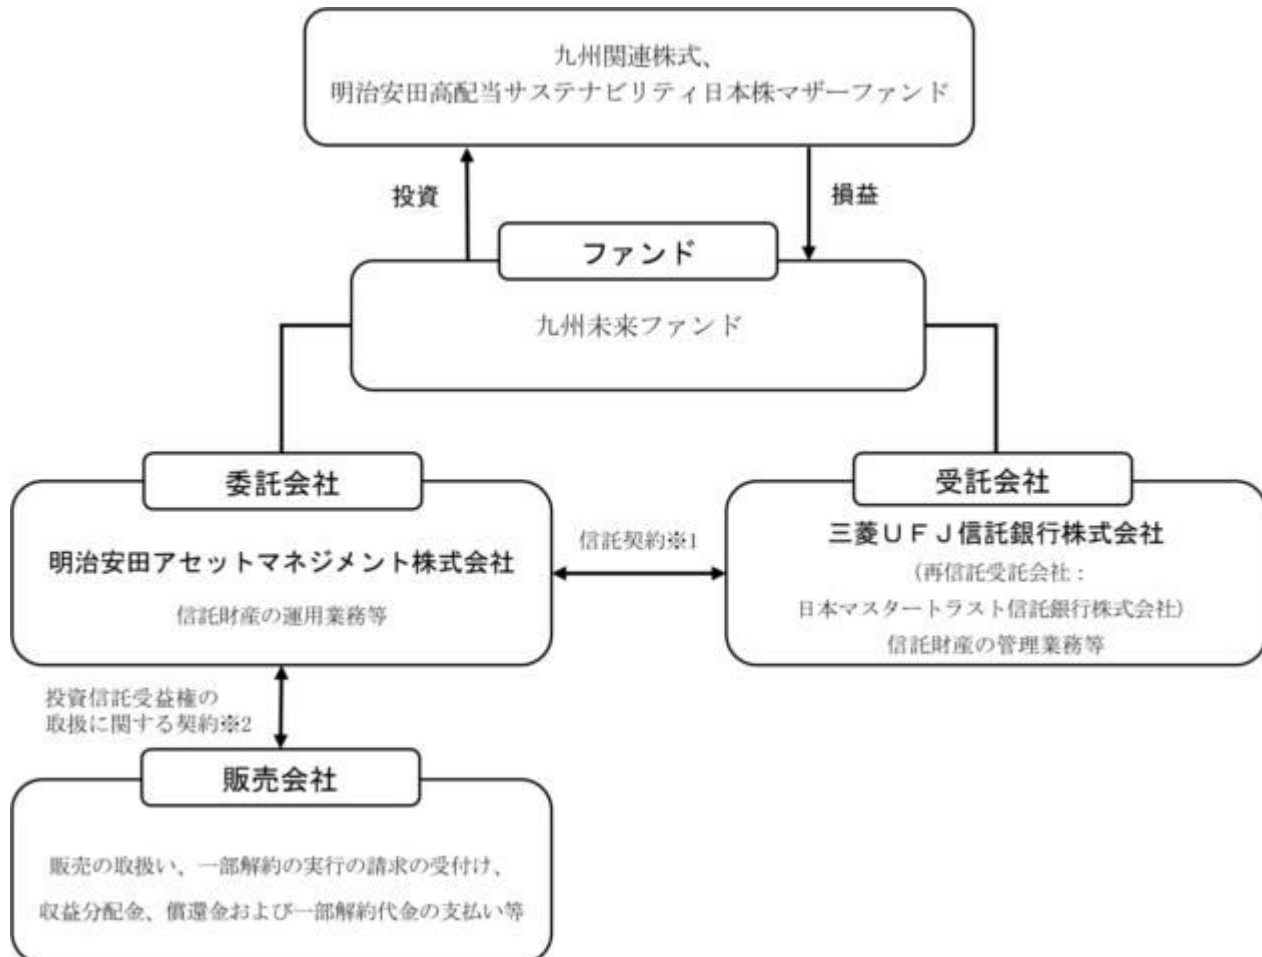 九州関連株式、
明治安田高配当サステナビリティ日本株マザーファンド
投資
損益
ファンド
九州未来ファンド
委託会社
明治安田アセットマネジメント株式会社
信託財産の運用業務等
信託契約※1
受託会社
三菱ＵＦＪ信託銀行株式会社
（再信託受託会社：
日本マスタートラスト信託銀行株式会社）
信託財産の管理業務等
投資信託受益権の
取扱に関する契約※2
販売会社
販売の取扱い、一部解約の実行の請求の受付け、
収益分配金、償還金および一部解約代金の支払い等